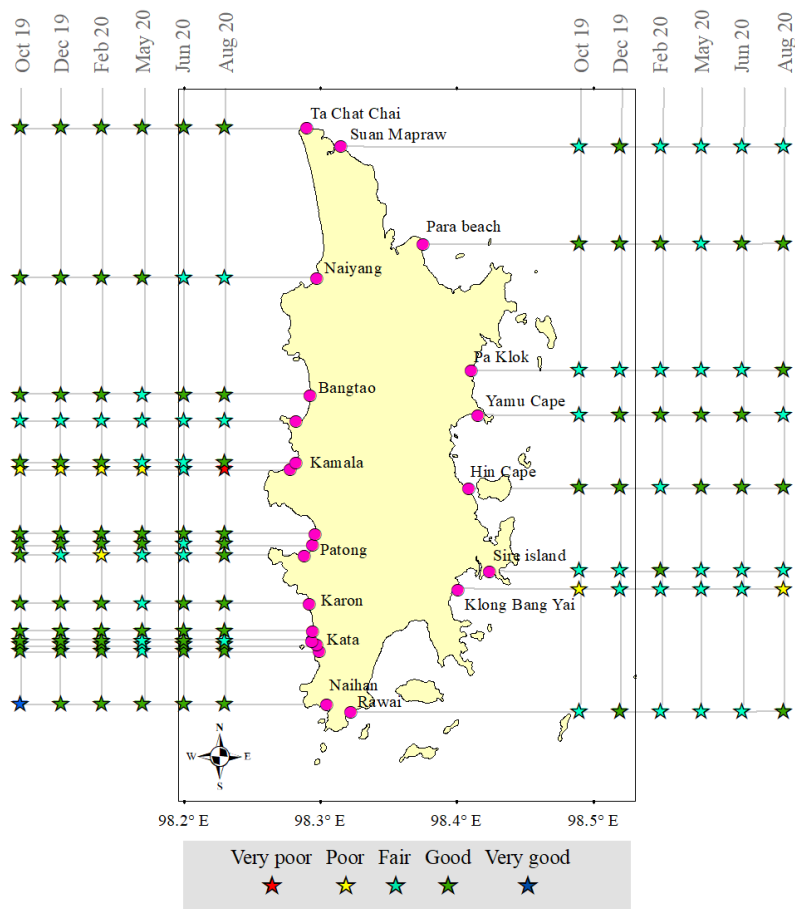 Oct 19 Dec 19 Feb 20 May 20 Jun 20 Aug 20
Oct 19 Dec 19 Feb 20 May 20 Jun 20 Aug 20
Ta Chat Chai
Suan Mapraw
Para beach
Naiyang
Pa Klok
Bangtao
Yamu Cape
Kamala
Hin Cape
Patong
Sire island
Karon
Klong Bang Yai
Kata
Naihan
Rawai
N
W E
S
98.2° E 98.3° E 98.4° E 98.5° E
Very poor Poor Fair Good Very good